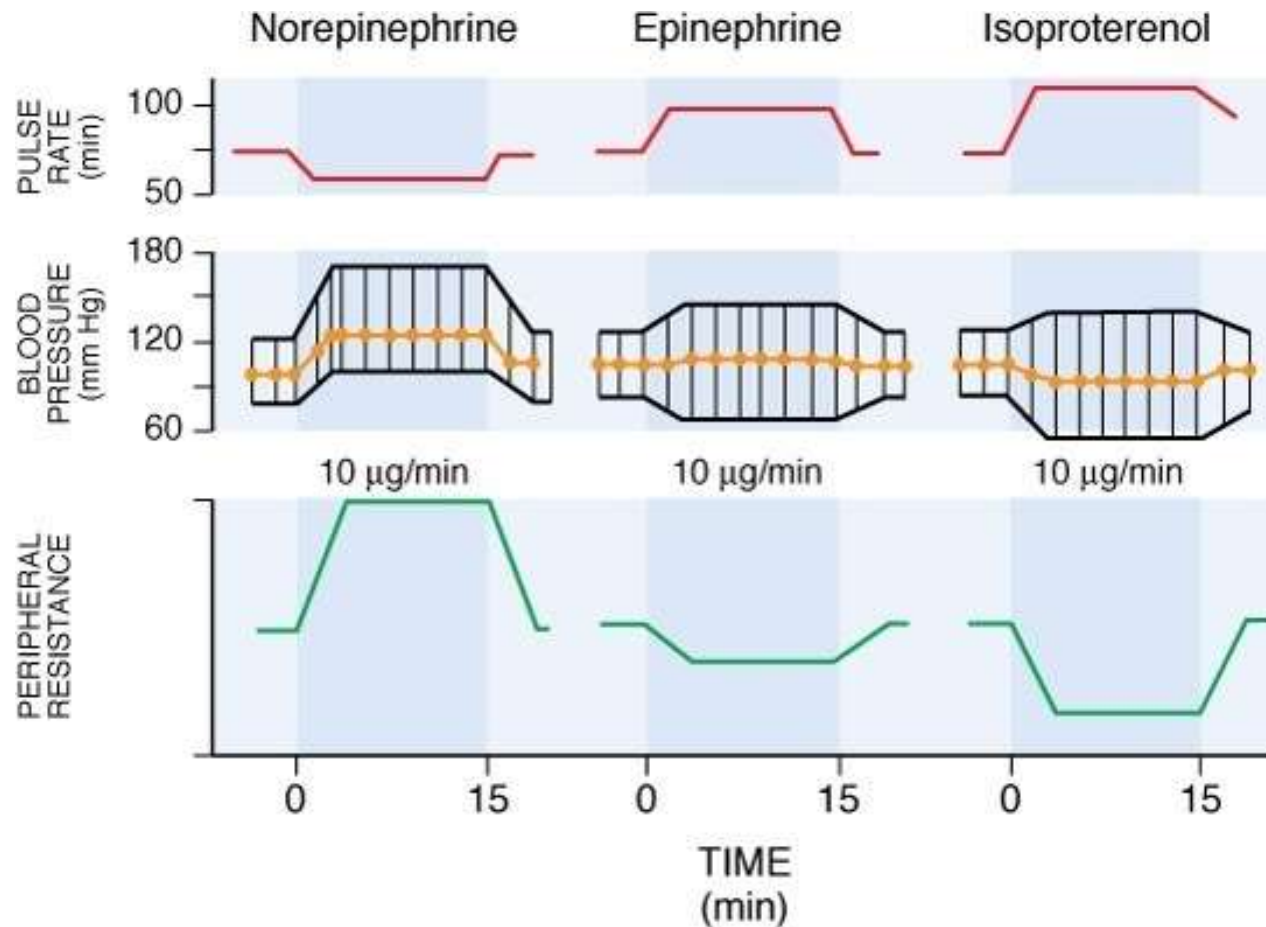 Norepinephrine Epinephrine Isoproterenol
PULSE
RATE
(min)
100
50
BLOOD
PRESSURE
(mm Hg)
180
120
60
10 μg/min 10 μg/min 10 μg/min
PERIPHERAL
RESISTANCE
0 15 0 15 0 15
TIME
(min)